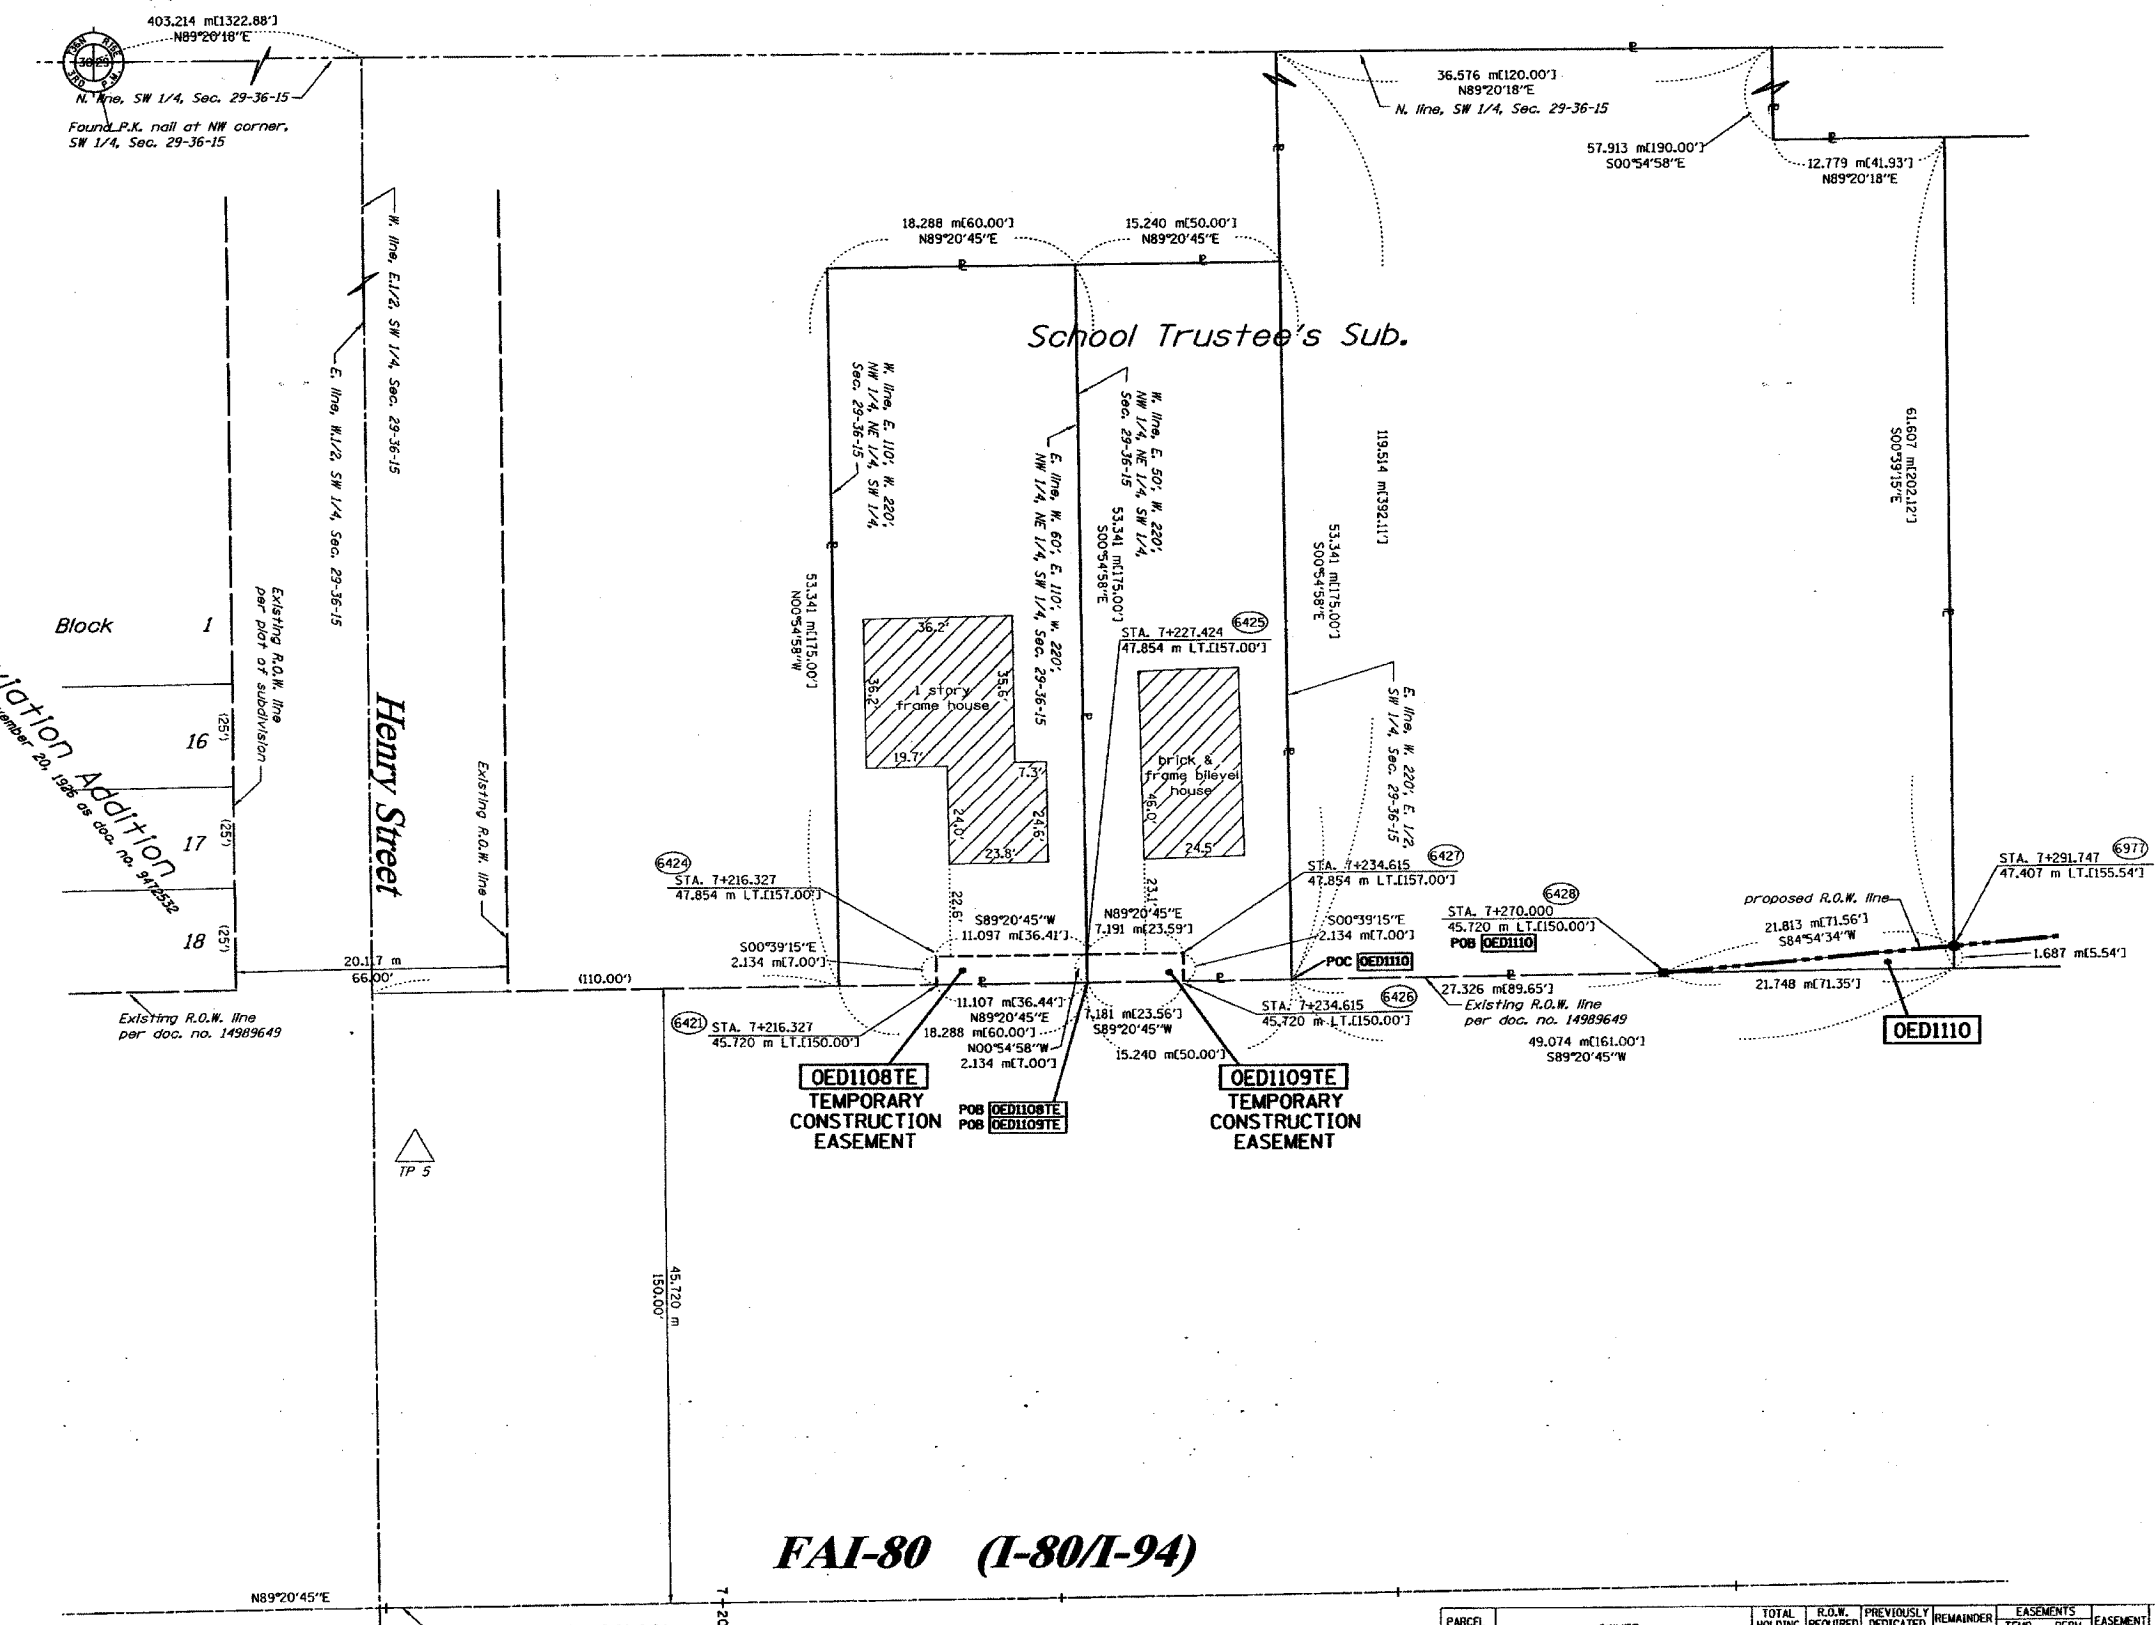 403.214 m[1322.88']
N89°20'18"E
T36N R15E
30 29
3RD P.M.
N. line, SW 1/4, Sec. 29-36-15
Found P.K. nail at NW corner,
SW 1/4, Sec. 29-36-15
36.576 m[120.00']
N89°20'18"E
N. line, SW 1/4, Sec. 29-36-15
57.913 m[190.00']
S00°54'58"E
12.779 m[41.93']
N89°20'18"E
18.288 m[60.00']
N89°20'45"E
15.240 m[50.00']
N89°20'45"E
School Trustee's Sub.
W. line, E.1/2, SW 1/4, Sec. 29-36-15
E. line, W.1/2, SW 1/4, Sec. 29-36-15
W. line, E. 110', W. 220',
NW 1/4, NE 1/4, SW 1/4,
Sec. 29-36-15
W. line, E. 50', W. 220',
NW 1/4, NE 1/4, SW 1/4,
Sec. 29-36-15
E. line, W. 60', E. 110', W. 220',
NW 1/4, NE 1/4, SW 1/4, Sec. 29-36-15
53.341 m[175.00']
S00°54'58"E
119.514 m[392.11']
53.341 m[175.00']
S00°54'58"E
61.607 m[202.12']
S00°39'15"E
53.341 m[175.00']
N00°54'58"W
E. line, W. 220', E. 1/2,
SW 1/4, Sec. 29-36-15
Block 1
16
(25')
17
(25')
18
(25')
Addition
Existing R.O.W. line
per plat of subdivision
Henry Street
Existing R.O.W. line
36.2'
36.2'
35.6'
1 story
frame house
19.7'
7.3'
24.0'
24.6'
23.8'
22.6'
brick &
frame bilevel
house
46.0'
24.5'
23.1'
6425
STA. 7+227.424
47.854 m LT.[157.00']
6424
STA. 7+216.327
47.854 m LT.[157.00']
6427
STA. 7+234.615
47.854 m LT.[157.00']
6428
STA. 7+270.000
45.720 m LT.[150.00']
POB OED1110
6977
STA. 7+291.747
47.407 m LT.[155.54']
proposed R.O.W. line
21.813 m[71.56']
S84°54'34"W
1.687 m[5.54']
21.748 m[71.35']
S89°20'45"W
11.097 m[36.41']
N89°20'45"E
7.191 m[23.59']
S00°39'15"E
2.134 m[7.00']
S00°39'15"E
2.134 m[7.00']
POC OED1110
20.117 m
66.00'
(110.00')
Existing R.O.W. line
per doc. no. 14989649
6421
STA. 7+216.327
45.720 m LT.[150.00']
11.107 m[36.44']
N89°20'45"E
18.288 m[60.00']
N00°54'58"W
2.134 m[7.00']
7.181 m[23.56']
S89°20'45"W
15.240 m[50.00']
6426
STA. 7+234.615
45.720 m LT.[150.00']
27.326 m[89.65']
Existing R.O.W. line
per doc. no. 14989649
49.074 m[161.00']
S89°20'45"W
OED1110
OED1108TE
TEMPORARY
CONSTRUCTION
EASEMENT
POB OED1108TE
POB OED1109TE
OED1109TE
TEMPORARY
CONSTRUCTION
EASEMENT
TP 5
45.720 m
150.00'
FAI-80 (I-80/I-94)
N89°20'45"E
PARCEL
TOTAL
R.O.W.
REQUIRED
PREVIOUSLY
DEDICATED
REMAINDER
EASEMENTS
EASEMENT